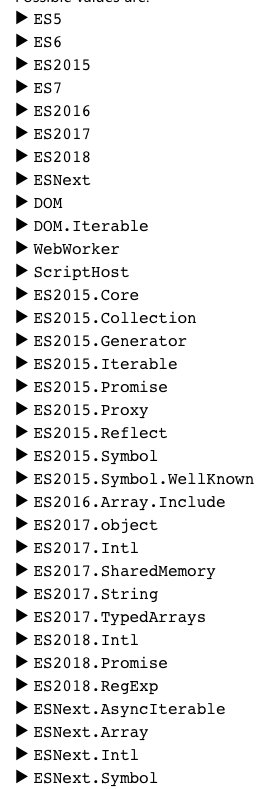 Possible values are:
► ES5
► ES6
► ES2015
► ES7
► ES2016
► ES2017
► ES2018
► ESNext
► DOM
► DOM.Iterable
► WebWorker
► ScriptHost
► ES2015.Core
► ES2015.Collection
► ES2015.Generator
► ES2015.Iterable
► ES2015.Promise
► ES2015.Proxy
► ES2015.Reflect
► ES2015.Symbol
► ES2015.Symbol.WellKnown
► ES2016.Array.Include
► ES2017.object
► ES2017.Intl
► ES2017.SharedMemory
► ES2017.String
► ES2017.TypedArrays
► ES2018.Intl
► ES2018.Promise
► ES2018.RegExp
► ESNext.AsyncIterable
► ESNext.Array
► ESNext.Intl
► ESNext.Symbol